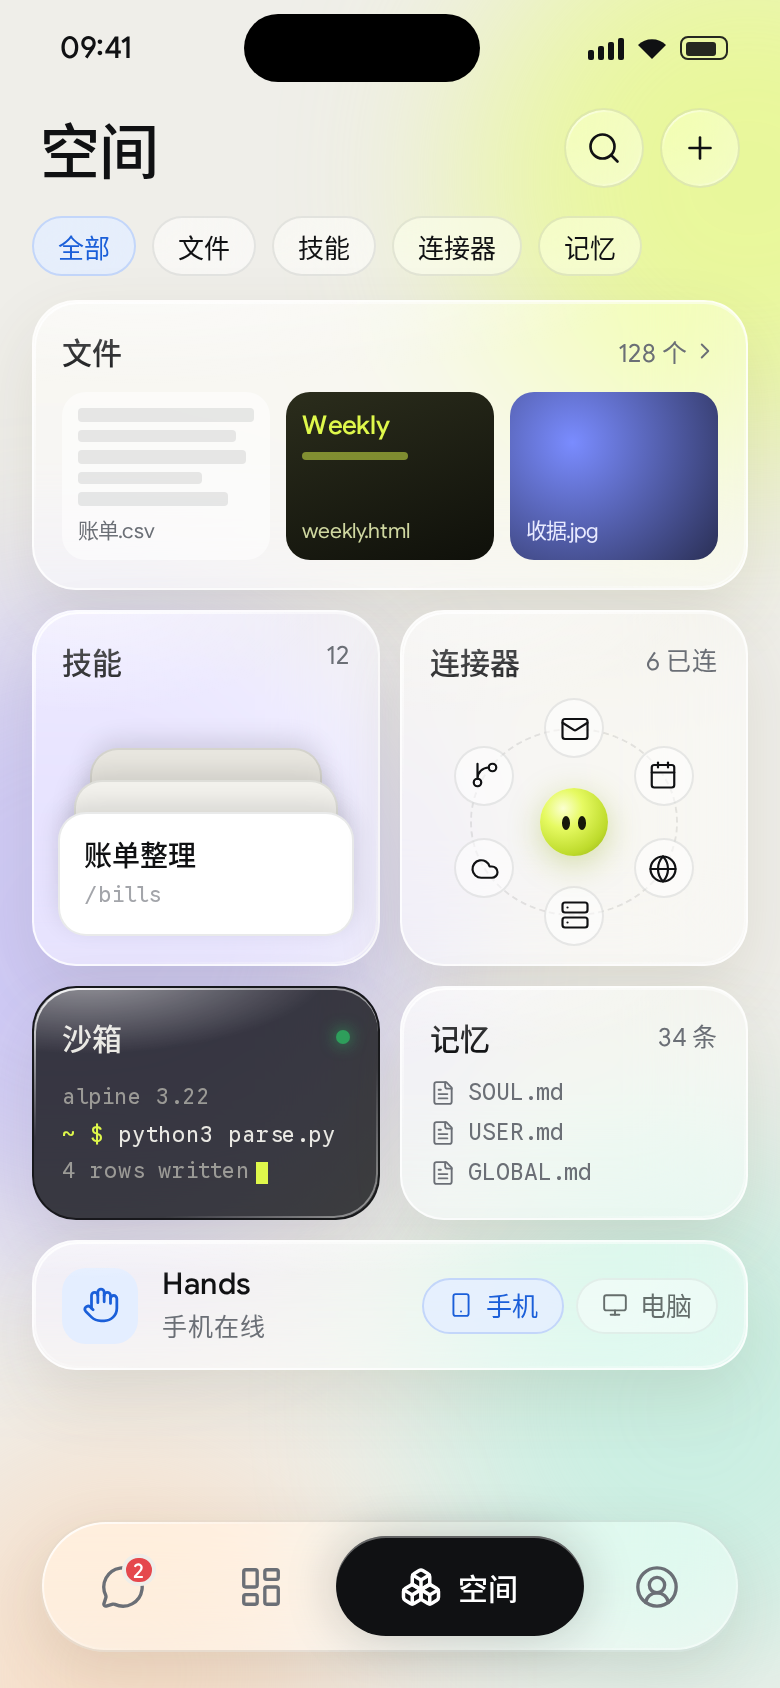 09:41
空间
全部
文件
技能
连接器
记忆
文件
128 个
账单.csv
Weekly
weekly.html
收据.jpg
技能
12
账单整理
/bills
连接器
6 已连
沙箱
alpine 3.22
~ $ python3 parse.py
4 rows written
记忆
34 条
SOUL.md
USER.md
GLOBAL.md
Hands
手机在线
手机
电脑
2
空间